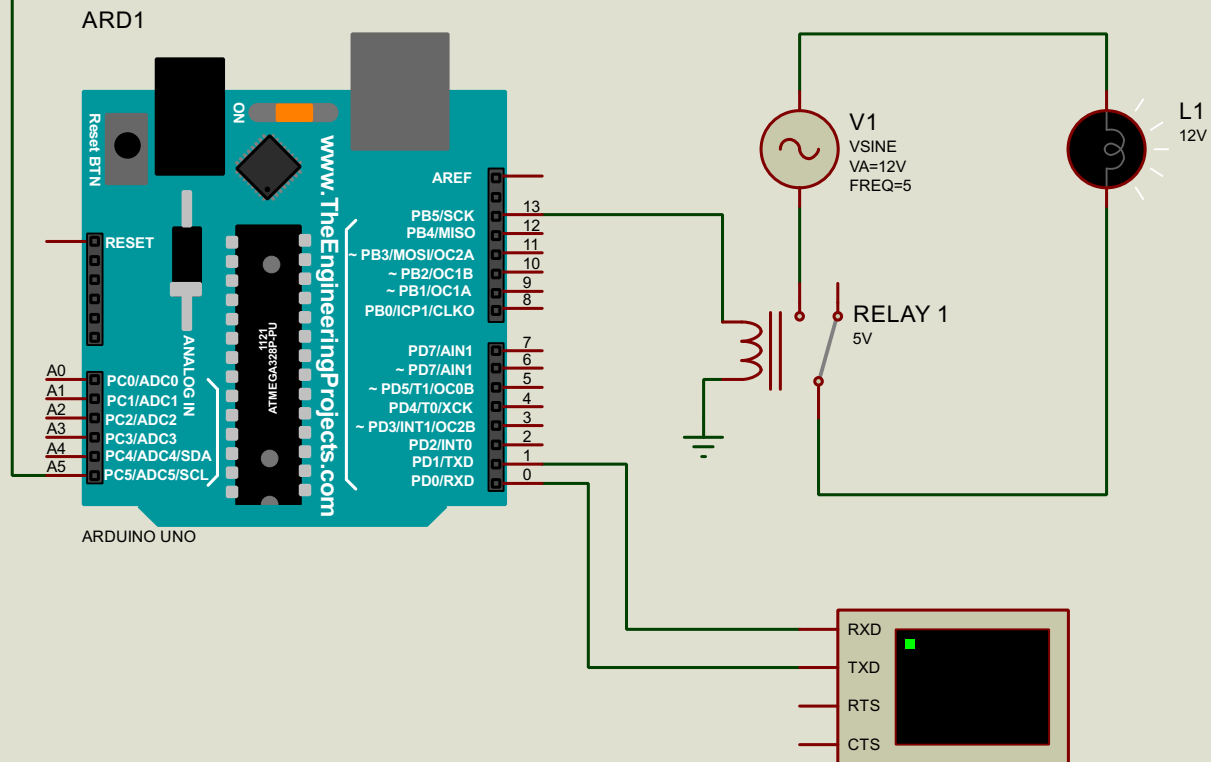 ARD1
ON
Reset BTN
www.TheEngineeringProjects.com
RESET
ANALOG IN
1121
ATMEGA328P-PU
A0
A1
A2
A3
A4
A5
PC0/ADC0
PC1/ADC1
PC2/ADC2
PC3/ADC3
PC4/ADC4/SDA
PC5/ADC5/SCL
AREF
PB5/SCK 13
PB4/MISO 12
~ PB3/MOSI/OC2A 11
~ PB2/OC1B 10
~ PB1/OC1A 9
PB0/ICP1/CLKO 8
PD7/AIN1 7
~ PD7/AIN1 6
~ PD5/T1/OC0B 5
PD4/T0/XCK 4
~ PD3/INT1/OC2B 3
PD2/INT0 2
PD1/TXD 1
PD0/RXD 0
ARDUINO UNO
V1
VSINE
VA=12V
FREQ=5
L1
12V
RELAY 1
5V
RXD
TXD
RTS
CTS